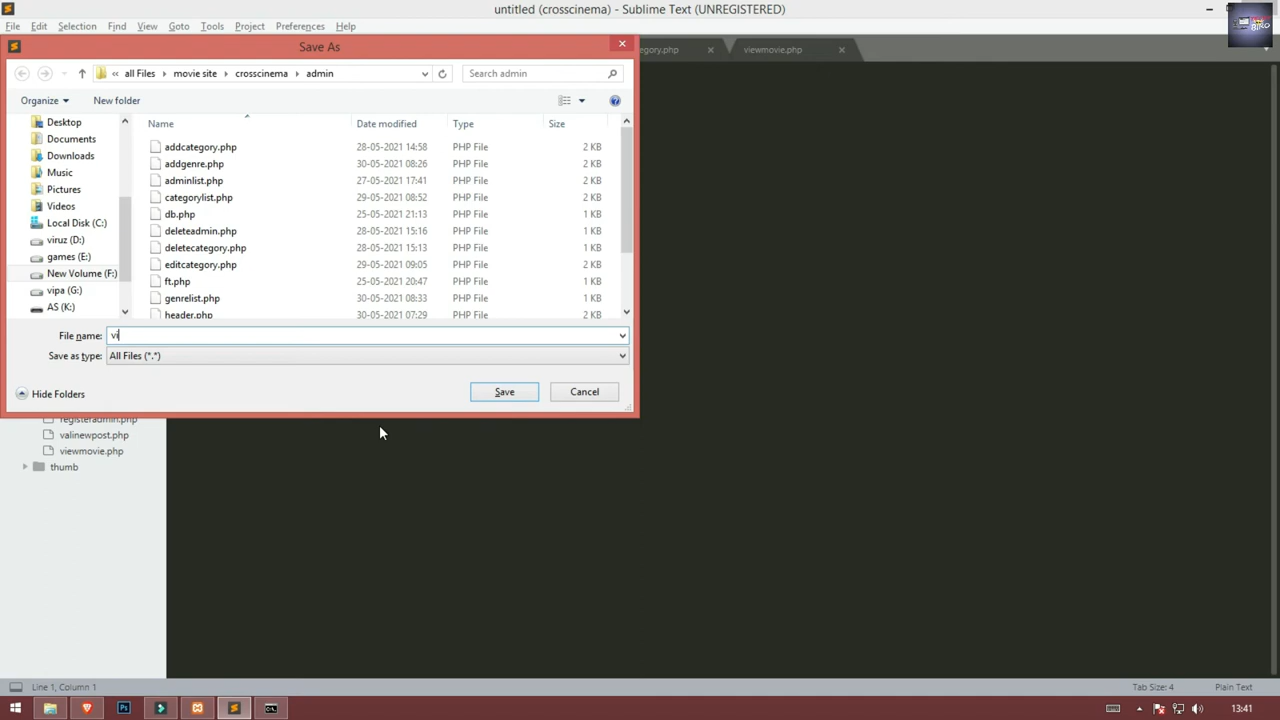 untitled (crosscinema) - Sublime Text (UNREGISTERED)
File Edit Selection Find View Goto Tools Project Preferences Help
Save As
egory.php viewmovie.php
« all Files movie site crosscinema admin Search admin
Organize New folder
Name Date modified Type Size
Desktop
Documents
Downloads
Music
Pictures
Videos
Local Disk (C:)
viruz (D:)
games (E:)
New Volume (F:)
vipa (G:)
AS (K:)
addcategory.php 28-05-2021 14:58 PHP File 2 KB
addgenre.php 30-05-2021 08:26 PHP File 2 KB
adminlist.php 27-05-2021 17:41 PHP File 2 KB
categorylist.php 29-05-2021 08:52 PHP File 2 KB
db.php 25-05-2021 21:13 PHP File 1 KB
deleteadmin.php 28-05-2021 15:16 PHP File 1 KB
deletecategory.php 28-05-2021 15:13 PHP File 1 KB
editcategory.php 29-05-2021 09:05 PHP File 2 KB
ft.php 25-05-2021 20:47 PHP File 1 KB
genrelist.php 30-05-2021 08:33 PHP File 2 KB
header.php 30-05-2021 07:29 PHP File 2 KB
File name: vi
Save as type: All Files (*.*)
Hide Folders Save Cancel
registeradmin.php
valinewpost.php
viewmovie.php
thumb
Line 1, Column 1 Tab Size: 4 Plain Text
Ps 13:41